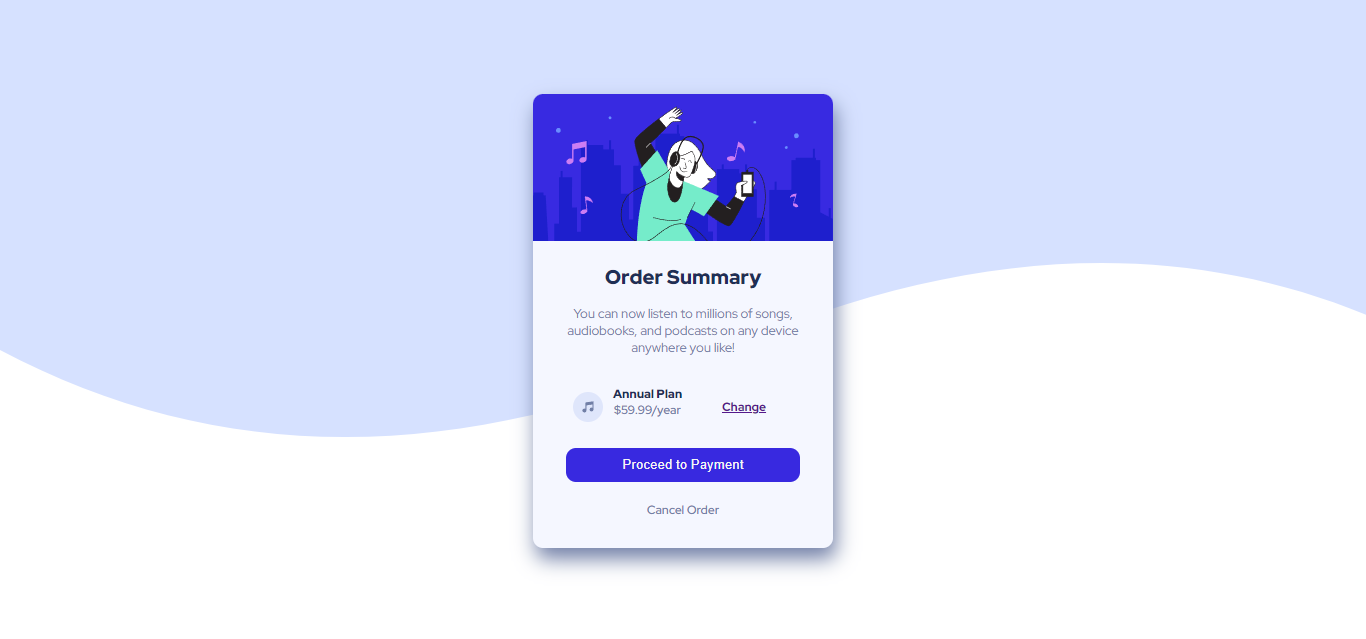 Order Summary
You can now listen to millions of songs,
audiobooks, and podcasts on any device
anywhere you like!
Annual Plan
$59.99/year
Change
Proceed to Payment
Cancel Order